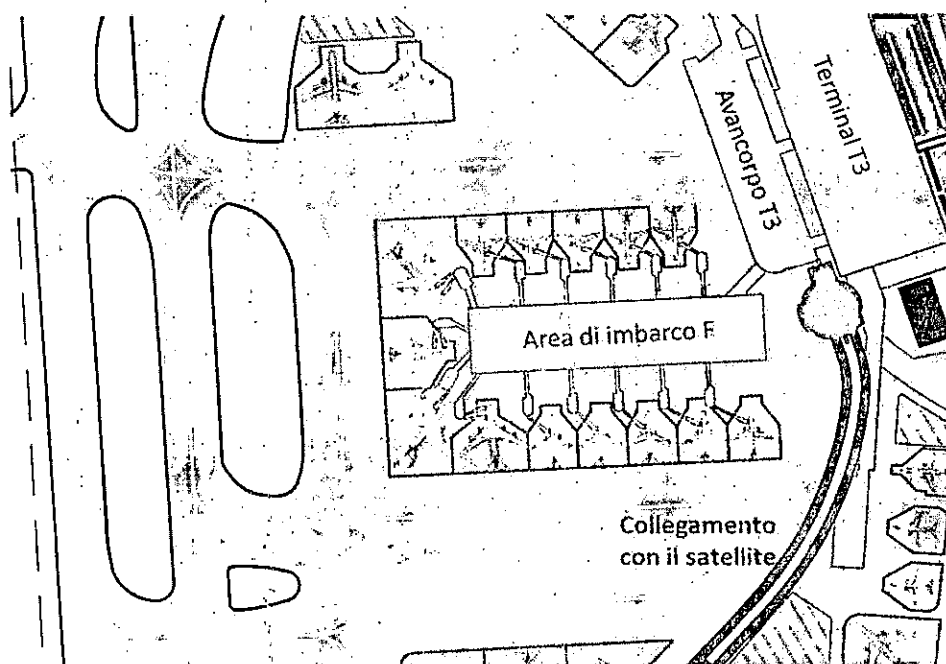 Terminal T3
Avancorpo T3
Area di imbarco F
Collegamento
con il satellite